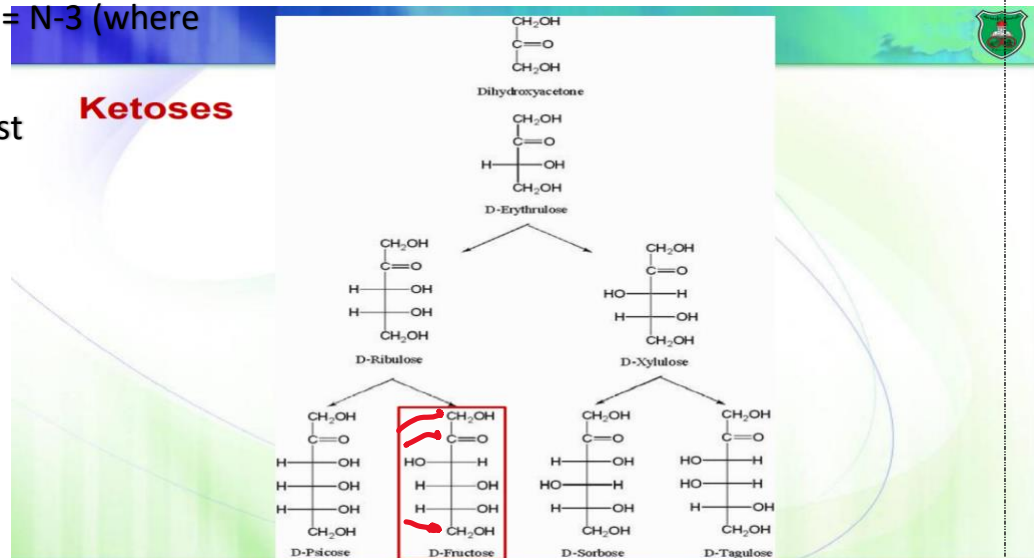 = N-3 (where
st
Ketoses
CH2OH
C=O
CH2OH
Dihydroxyacetone
CH2OH
C=O
H OH
CH2OH
D-Erythrulose
CH2OH
C=O
H OH
H OH
CH2OH
D-Ribulose
CH2OH
C=O
HO H
H OH
CH2OH
D-Xylulose
CH2OH
C=O
H OH
H OH
H OH
CH2OH
D-Psicose
CH2OH
C=O
HO H
H OH
H OH
CH2OH
D-Fructose
CH2OH
C=O
H OH
HO H
H OH
CH2OH
D-Sorbose
CH2OH
C=O
HO H
HO H
H OH
CH2OH
D-Tagulose